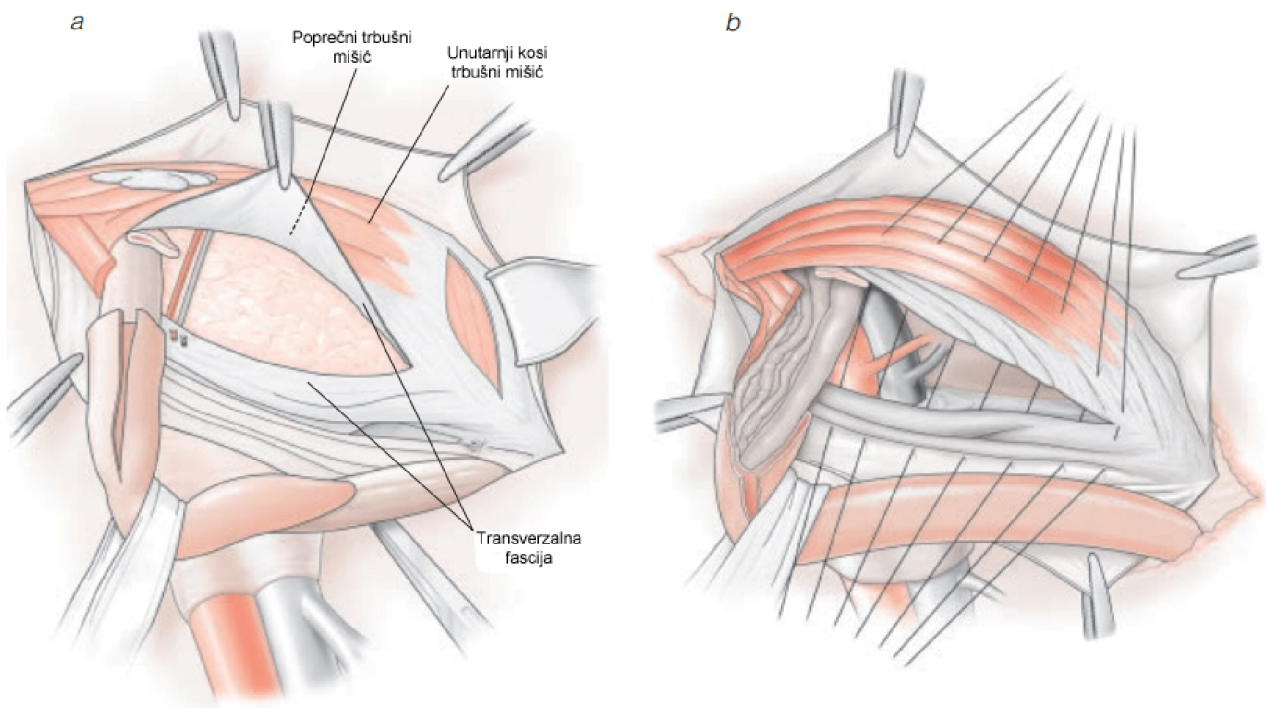 a
b
Poprečni trbušni
mišić
Unutarnji kosi
trbušni mišić
Transverzalna
fascija